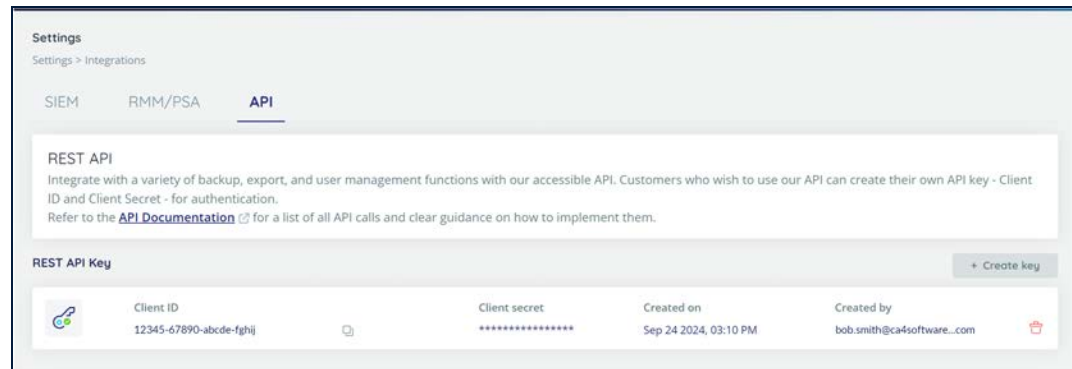 Settings
Settings > Integrations
SIEM RMM/PSA API
REST API
Integrate with a variety of backup, export, and user management functions with our accessible API. Customers who wish to use our API can create their own API key - Client
ID and Client Secret - for authentication.
Refer to the API Documentation for a list of all API calls and clear guidance on how to implement them.
REST API Key
+ Create key
Client ID Client secret Created on Created by
12345-67890-abcde-fghij **************** Sep 24 2024, 03:10 PM bob.smith@ca4software...com